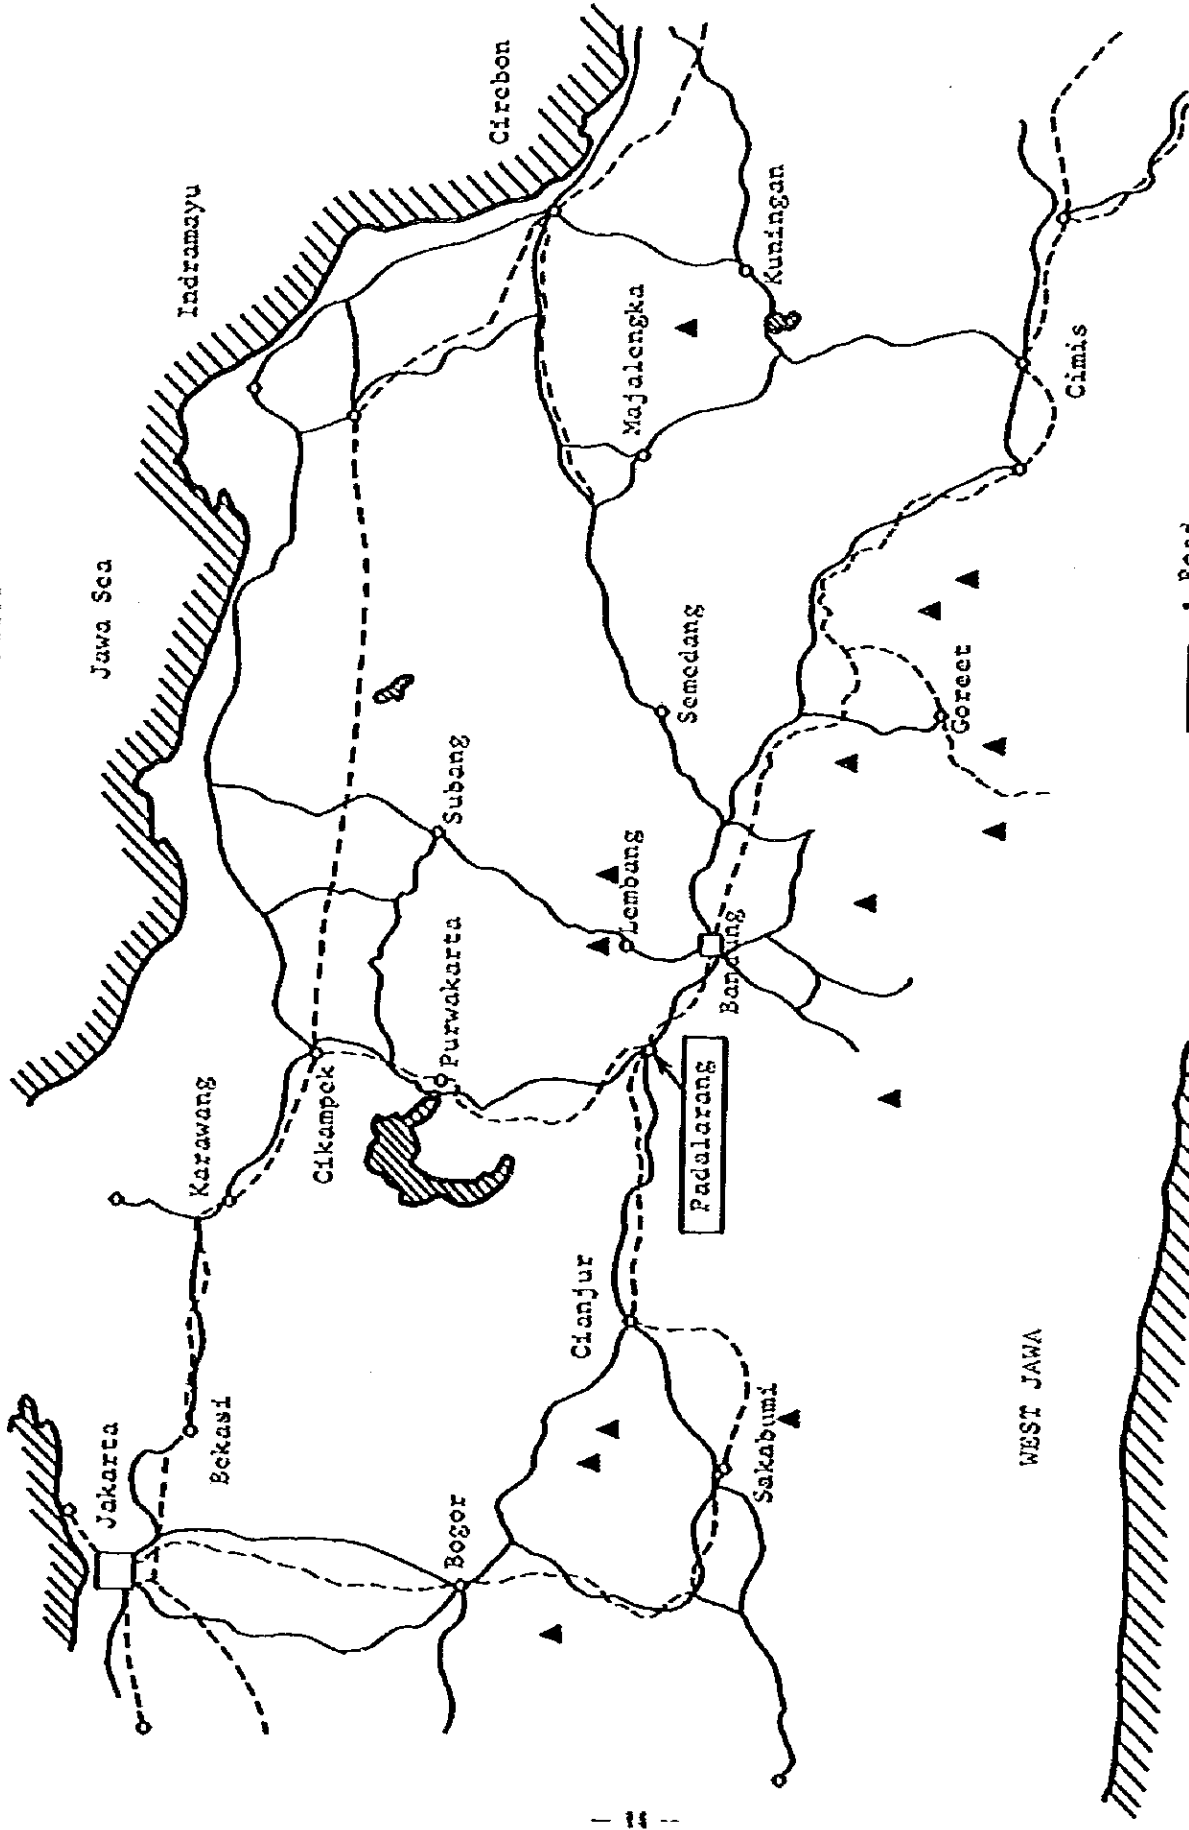 Jawa Sea
Indramayu
Cirebon
Jakarta
Bekasi
Karawang
Cikampek
Purwakarta
Subang
Majalengka
Kuningan
Bogor
Cianjur
Padalarang
Lembang
Bandung
Semedang
Sakabumi
Goreet
Cimis
WEST JAWA